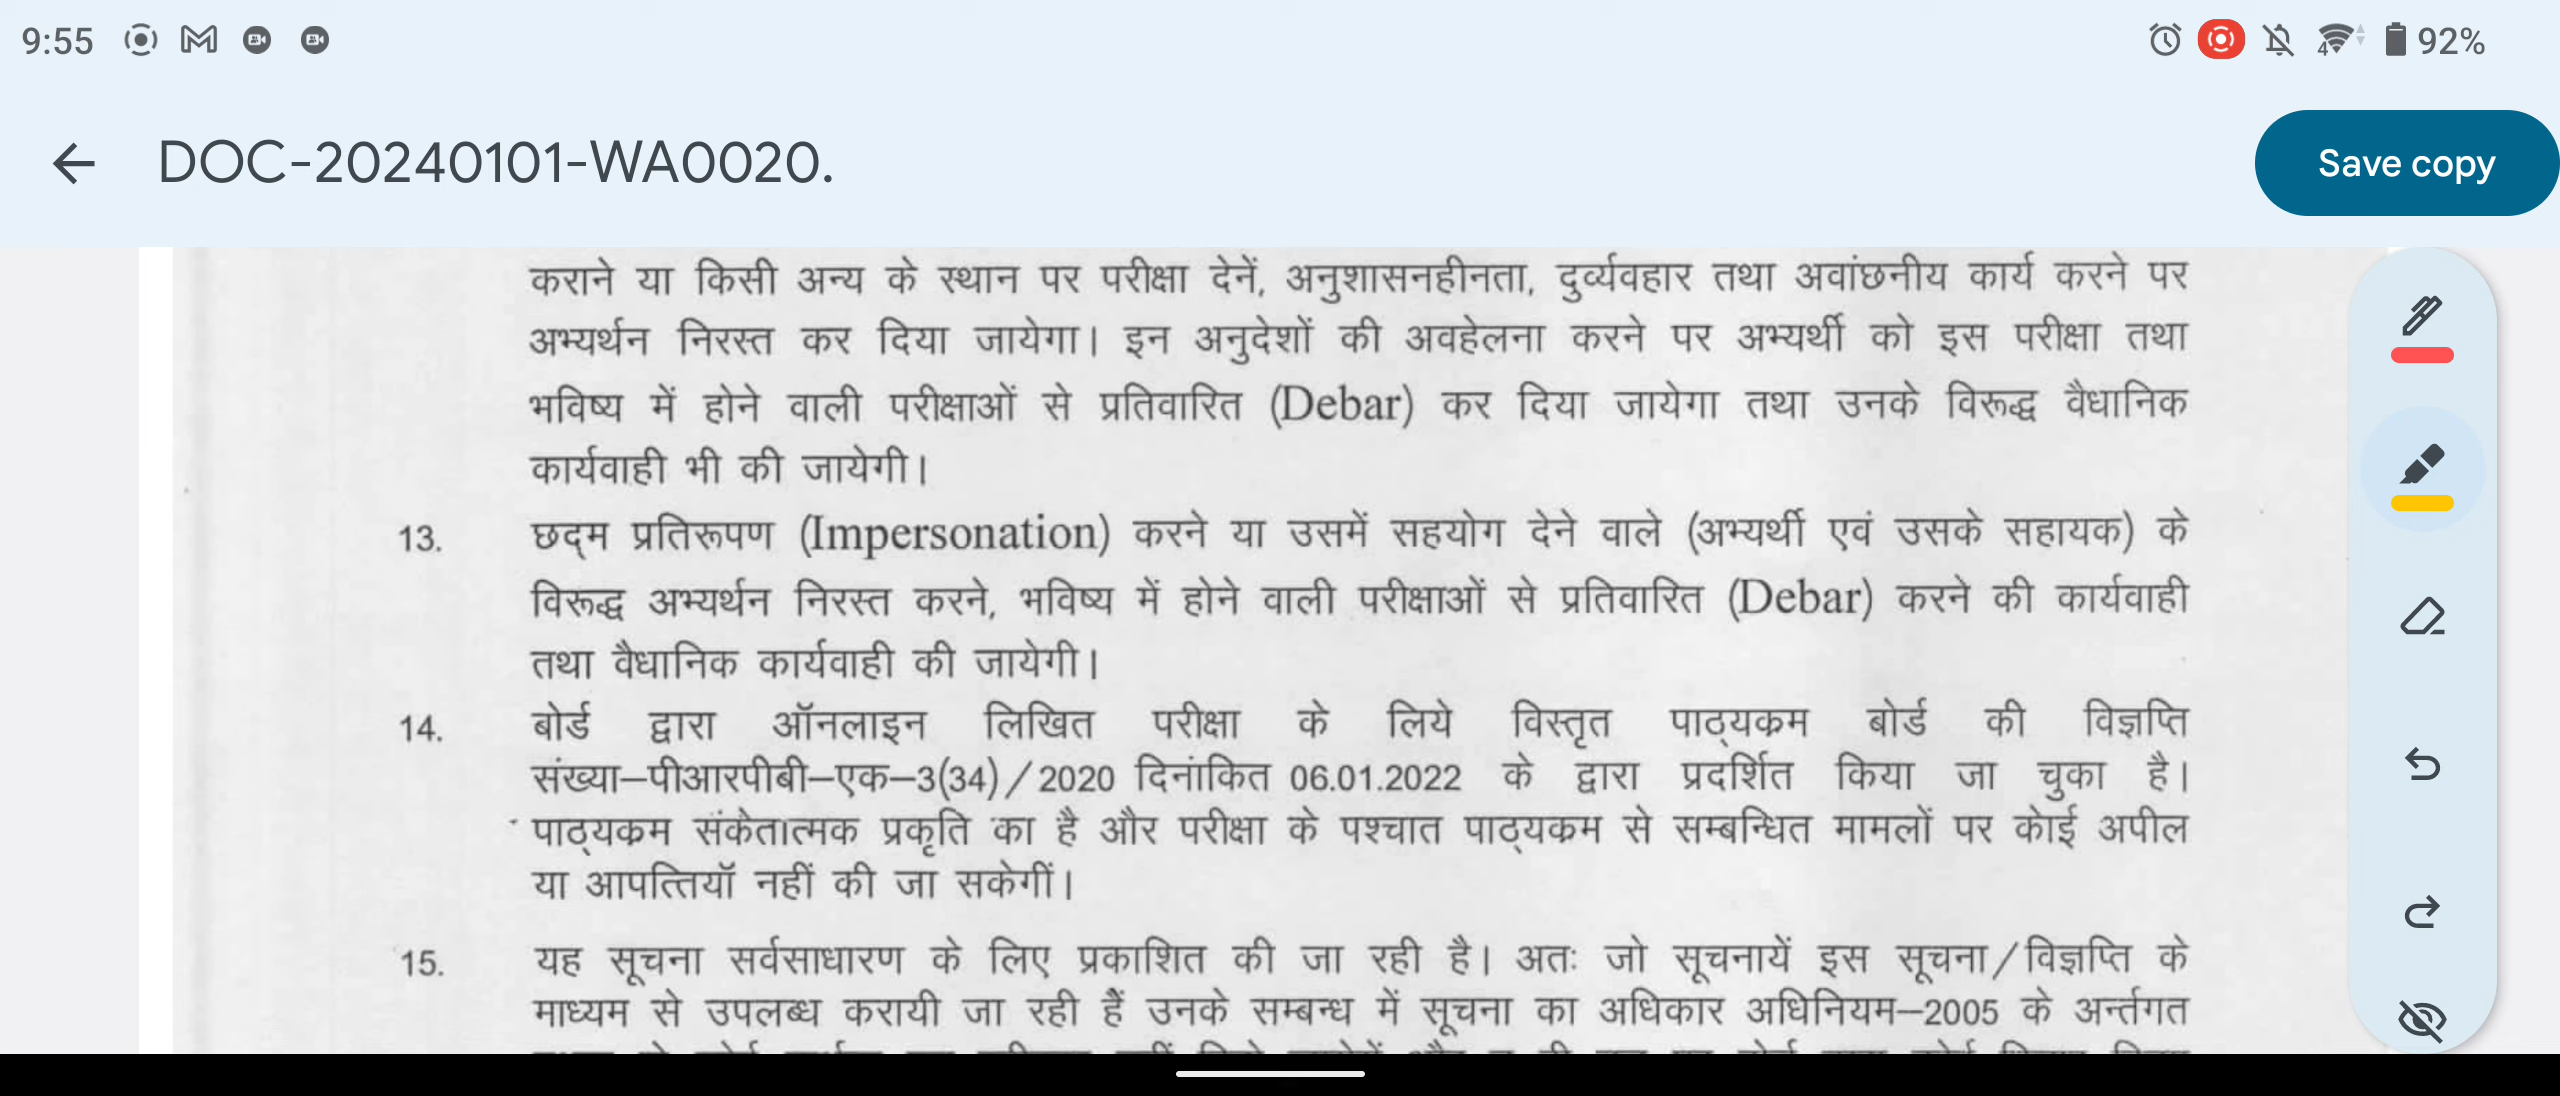 9:55
92%
DOC-20240101-WA0020.
Save copy
कराने या किसी अन्य के स्थान पर परीक्षा देनें, अनुशासनहीनता, दुर्व्यवहार तथा अवांछनीय कार्य करने पर
अभ्यर्थन निरस्त कर दिया जायेगा। इन अनुदेशों की अवहेलना करने पर अभ्यर्थी को इस परीक्षा तथा
भविष्य में होने वाली परीक्षाओं से प्रतिवारित (Debar) कर दिया जायेगा तथा उनके विरूद्ध वैधानिक
कार्यवाही भी की जायेगी।
13. छद्म प्रतिरूपण (Impersonation) करने या उसमें सहयोग देने वाले (अभ्यर्थी एवं उसके सहायक) के
विरूद्ध अभ्यर्थन निरस्त करने, भविष्य में होने वाली परीक्षाओं से प्रतिवारित (Debar) करने की कार्यवाही
तथा वैधानिक कार्यवाही की जायेगी।
14. बोर्ड द्वारा ऑनलाइन लिखित परीक्षा के लिये विस्तृत पाठ्यक्रम बोर्ड की विज्ञप्ति
संख्या–पीआरपीबी–एक–3(34)/2020 दिनांकित 06.01.2022 के द्वारा प्रदर्शित किया जा चुका है।
पाठ्यक्रम संकेतात्मक प्रकृति का है और परीक्षा के पश्चात पाठ्यक्रम से सम्बन्धित मामलों पर कोई अपील
या आपत्तियॉ नहीं की जा सकेगीं।
15. यह सूचना सर्वसाधारण के लिए प्रकाशित की जा रही है। अतः जो सूचनायें इस सूचना/विज्ञप्ति के
माध्यम से उपलब्ध करायी जा रही हैं उनके सम्बन्ध में सूचना का अधिकार अधिनियम–2005 के अर्न्तगत